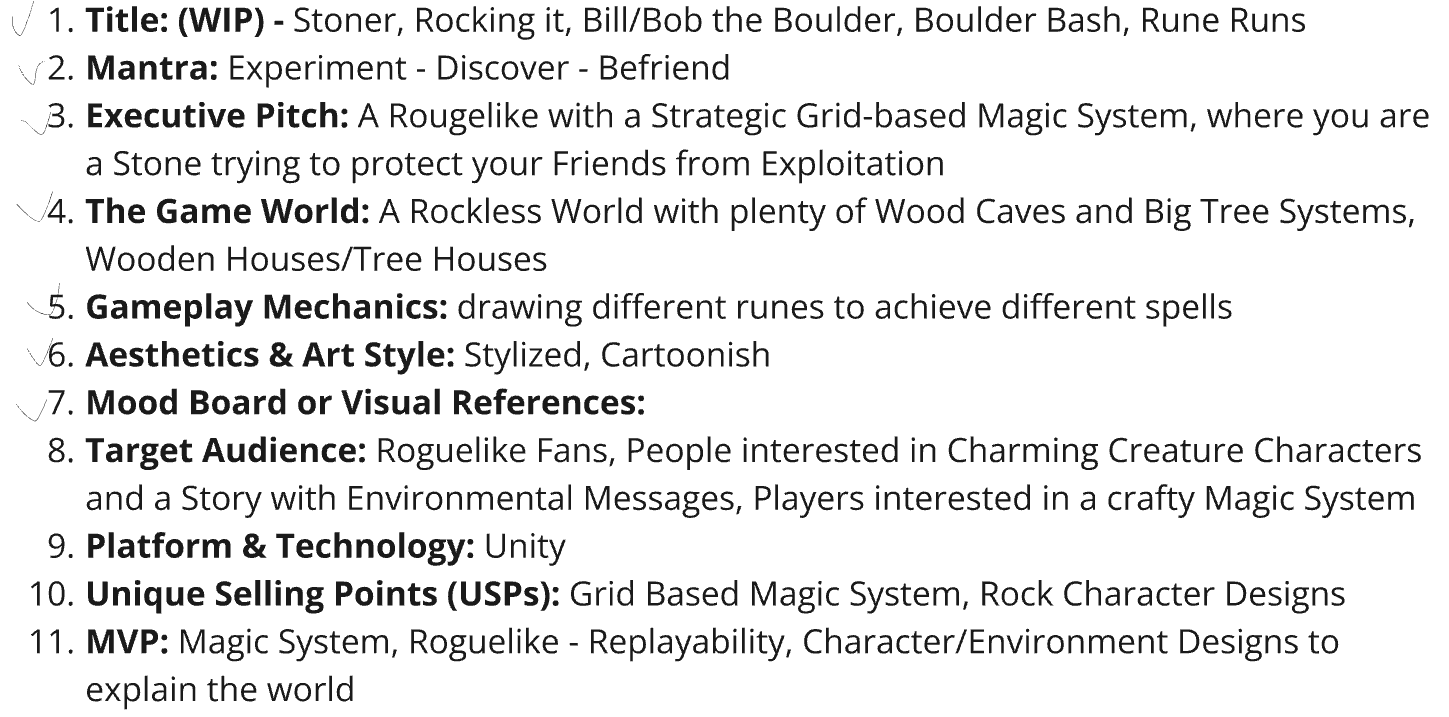 1. Title: (WIP) - Stoner, Rocking it, Bill/Bob the Boulder, Boulder Bash, Rune Runs
2. Mantra: Experiment - Discover - Befriend
3. Executive Pitch: A Rougelike with a Strategic Grid-based Magic System, where you are
a Stone trying to protect your Friends from Exploitation
4. The Game World: A Rockless World with plenty of Wood Caves and Big Tree Systems,
Wooden Houses/Tree Houses
5. Gameplay Mechanics: drawing different runes to achieve different spells
6. Aesthetics & Art Style: Stylized, Cartoonish
7. Mood Board or Visual References:
8. Target Audience: Roguelike Fans, People interested in Charming Creature Characters
and a Story with Environmental Messages, Players interested in a crafty Magic System
9. Platform & Technology: Unity
10. Unique Selling Points (USPs): Grid Based Magic System, Rock Character Designs
11. MVP: Magic System, Roguelike - Replayability, Character/Environment Designs to
explain the world